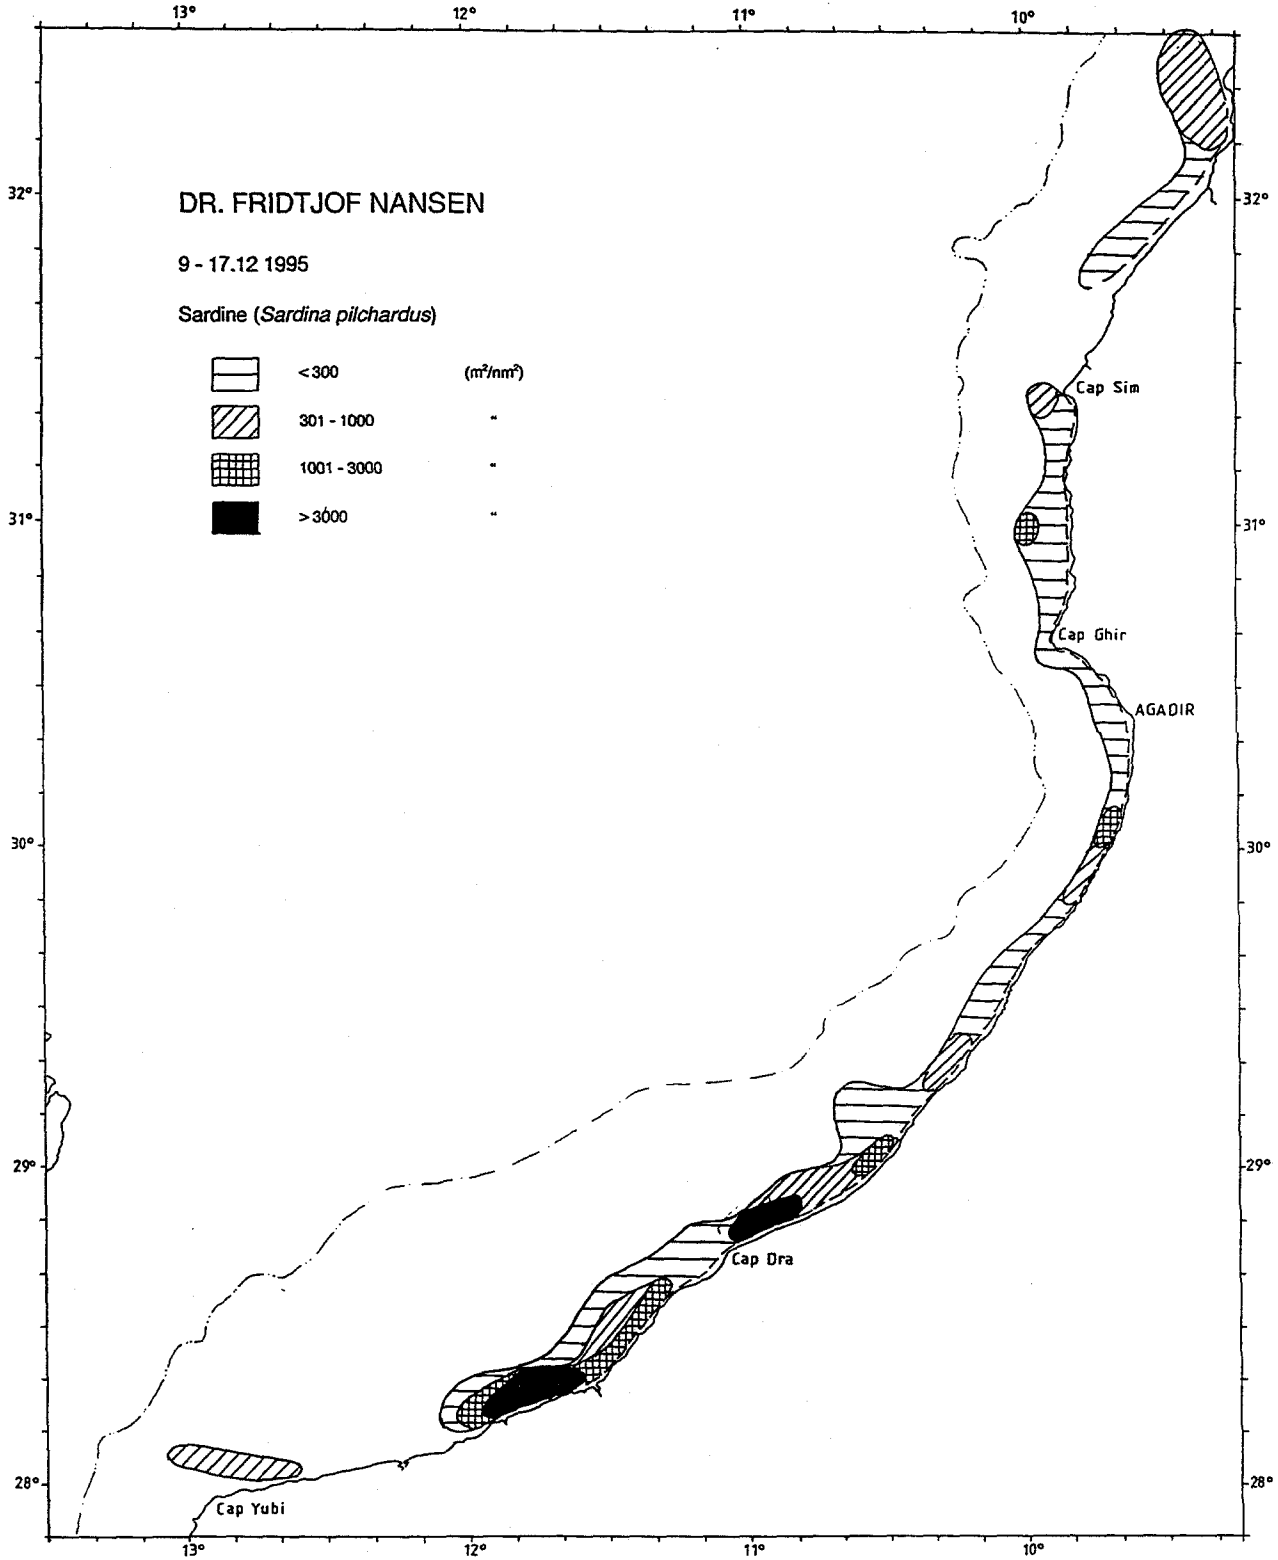 13° 12° 11° 10°
32° 32°
DR. FRIDTJOF NANSEN
9 - 17.12 1995
Sardine (Sardina pilchardus)
<300 (m²/nm²)
301 - 1000 "
1001 - 3000 "
>3000 "
Cap Sim
31° 31°
Cap Ghir
AGADIR
30° 30°
29° 29°
Cap Dra
28° 28°
Cap Yubi
13° 12° 11° 10°